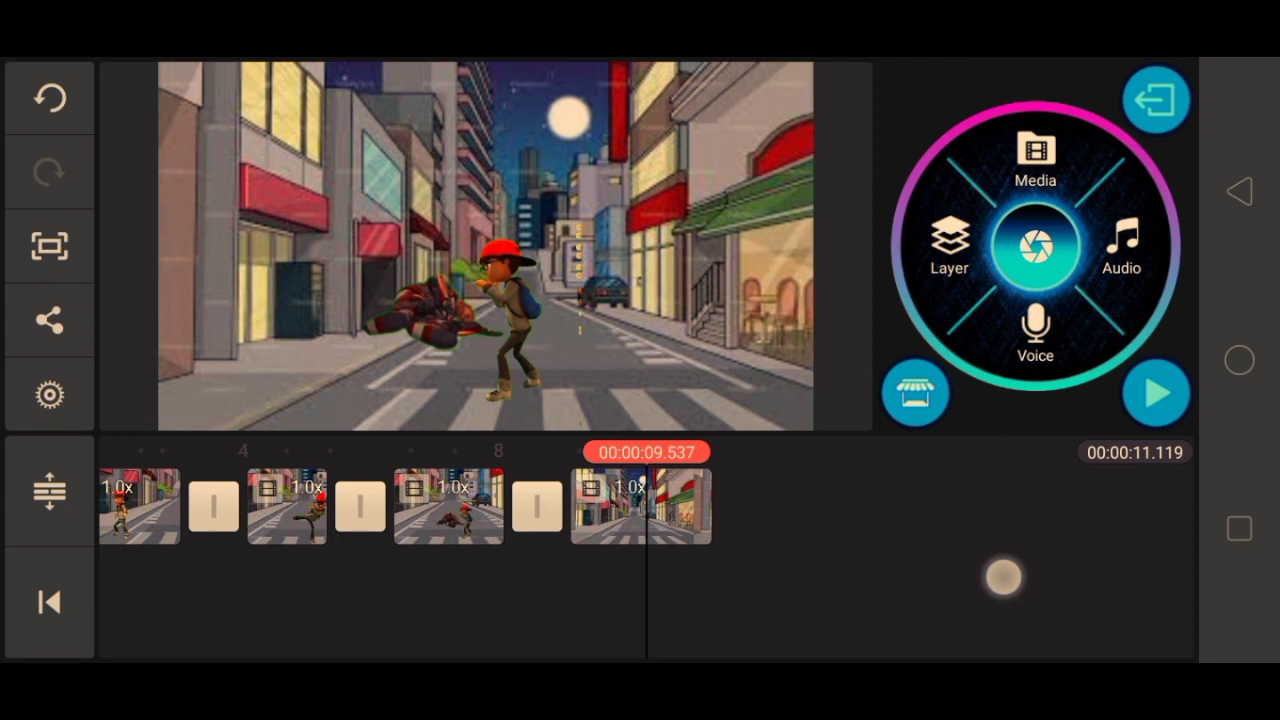 Media
Layer
Audio
Voice
4
8
00:00:09.537
00:00:11.119
1.0x
1.0x
1.0x
1.0x